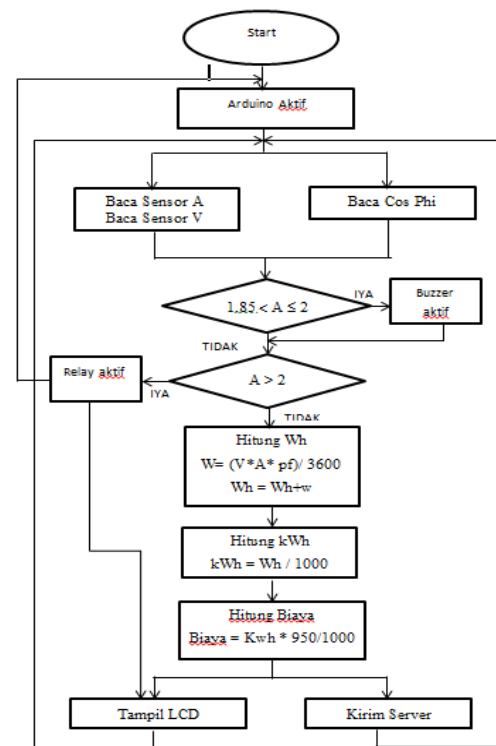 Start
Arduino Aktif
Baca Sensor A
Baca Sensor V
Baca Cos Phi
1,85 < A ≤ 2
IYA
Buzzer
aktif
TIDAK
Relay aktif
IYA
A > 2
TIDAK
Hitung Wh
W= (V*A* pf)/ 3600
Wh = Wh+w
Hitung kWh
kWh = Wh / 1000
Hitung Biaya
Biaya = Kwh * 950/1000
Tampil LCD
Kirim Server